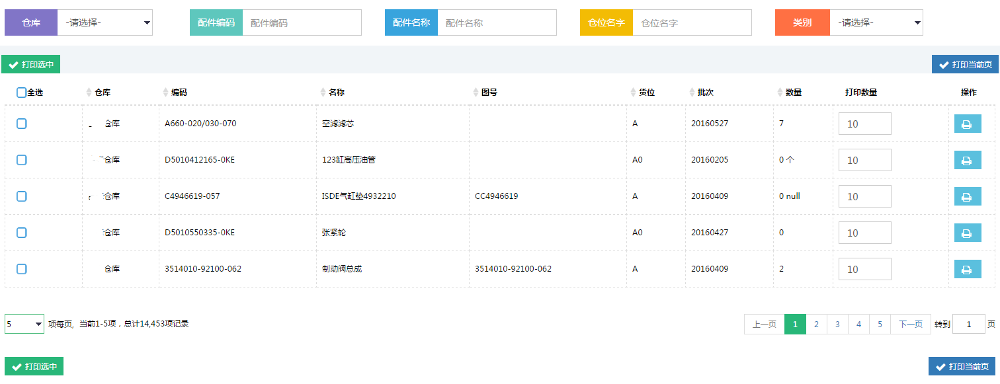 仓库 -请选择- 配件编码 配件编码 配件名称 配件名称 仓位名字 仓位名字 类别 -请选择-
打印选中 打印当前页
全选 仓库 编码 名称 图号 货位 批次 数量 打印数量 操作
仓库 A660-020/030-070 空滤滤芯 A 20160527 7 10
仓库 D5010412165-0KE 123缸高压油管 A0 20160205 0 个 10
仓库 C4946619-057 ISDE气缸垫4932210 CC4946619 A 20160409 0 null 10
仓库 D5010550335-0KE 张紧轮 A0 20160427 0 10
仓库 3514010-92100-062 制动阀总成 3514010-92100-062 A 20160409 2 10
5 项每页, 当前1-5项，总计14,453项记录 上一页 1 2 3 4 5 下一页 转到 1 页
打印选中 打印当前页